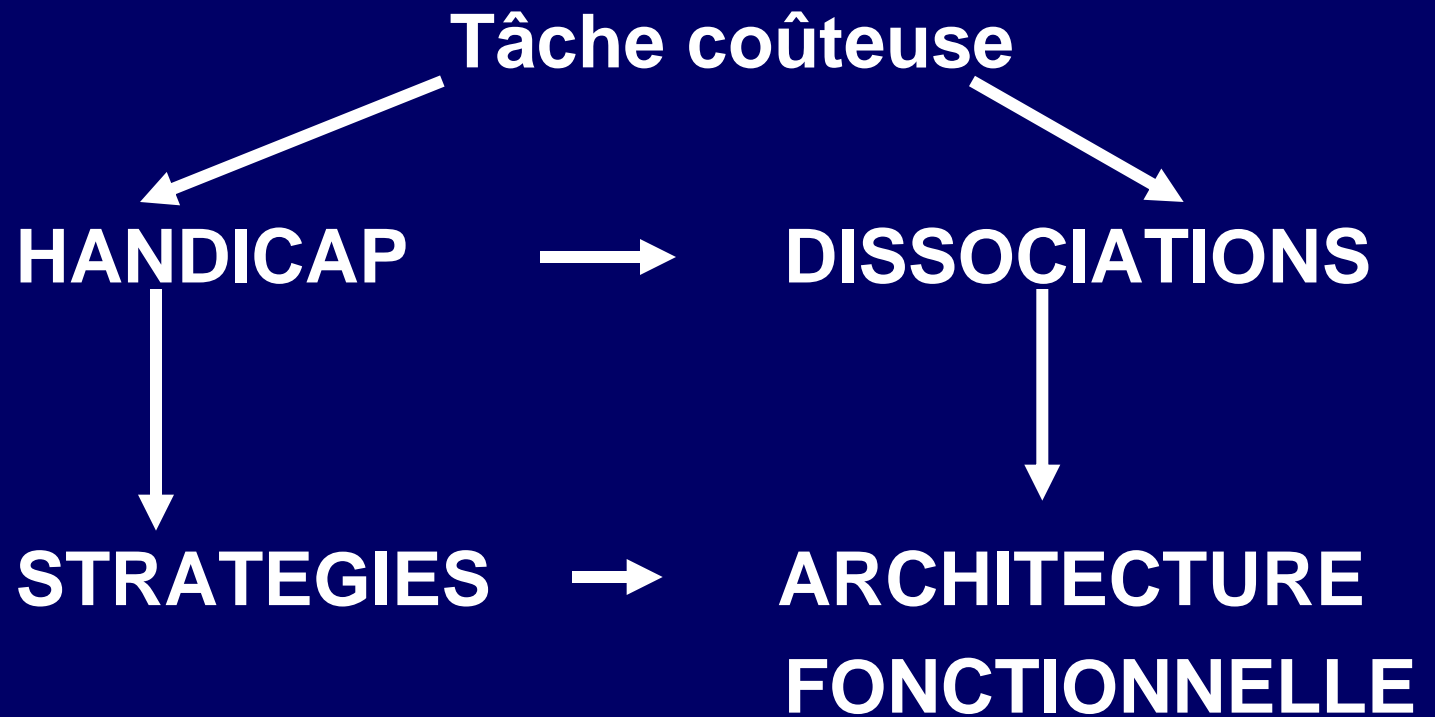 Tâche coûteuse
HANDICAP
DISSOCIATIONS
STRATEGIES
ARCHITECTURE
FONCTIONNELLE